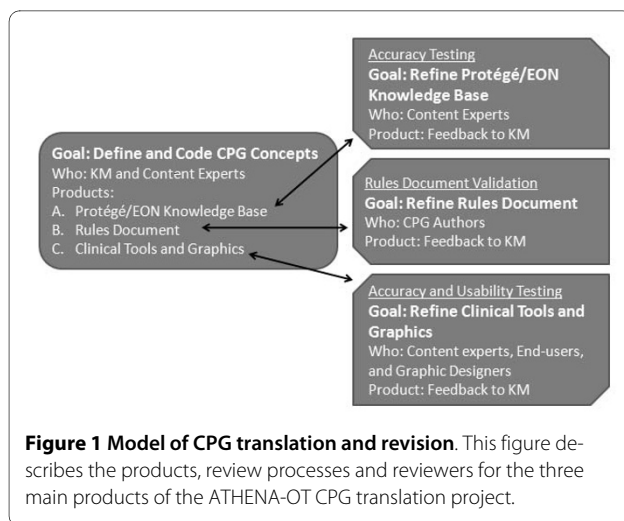 Goal: Define and Code CPG Concepts
Who: KM and Content Experts
Products:
A. Protégé/EON Knowledge Base
B. Rules Document
C. Clinical Tools and Graphics
Accuracy Testing
Goal: Refine Protégé/EON
Knowledge Base
Who: Content Experts
Product: Feedback to KM
Rules Document Validation
Goal: Refine Rules Document
Who: CPG Authors
Product: Feedback to KM
Accuracy and Usability Testing
Goal: Refine Clinical Tools and
Graphics
Who: Content experts, End-users,
and Graphic Designers
Product: Feedback to KM
Figure 1 Model of CPG translation and revision. This figure de-
scribes the products, review processes and reviewers for the three
main products of the ATHENA-OT CPG translation project.